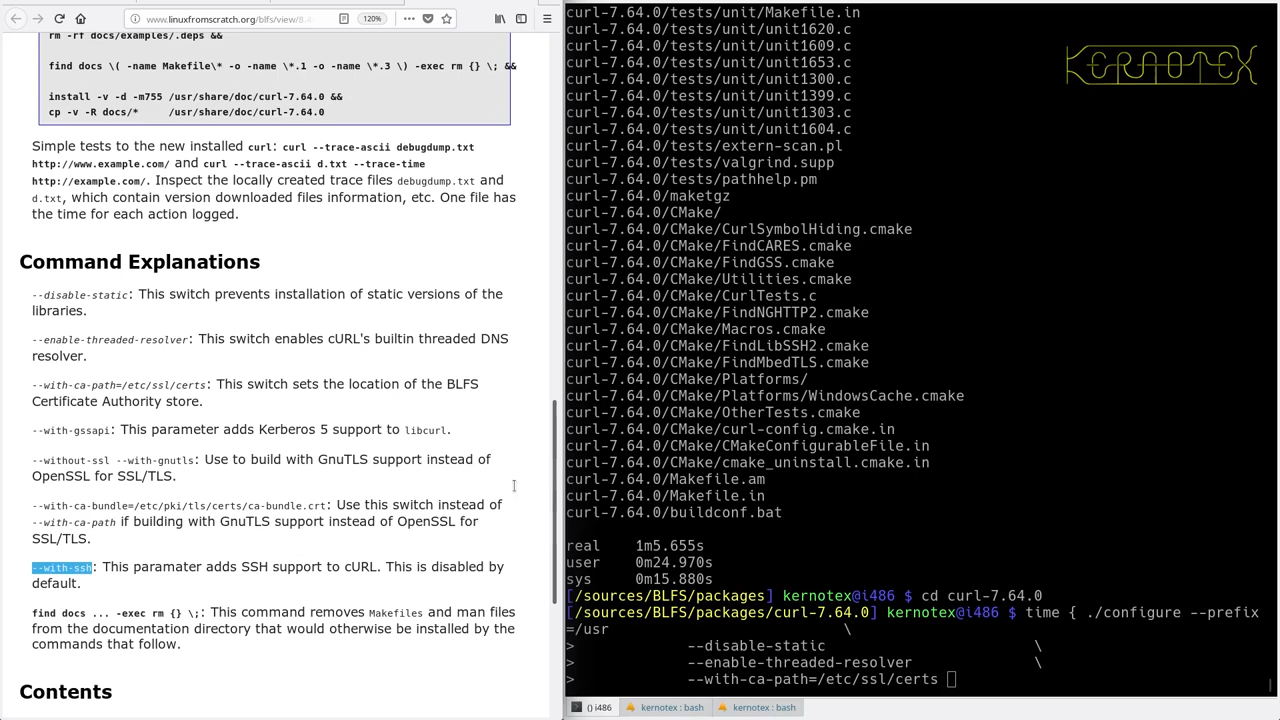 www.linuxfromscratch.org/blfs/view/8.4
120%
rm -rf docs/examples/.deps &&
find docs \( -name Makefile\* -o -name \*.1 -o -name \*.3 \) -exec rm {} \; &&
install -v -d -m755 /usr/share/doc/curl-7.64.0 &&
cp -v -R docs/*     /usr/share/doc/curl-7.64.0
Simple tests to the new installed curl: curl --trace-ascii debugdump.txt
http://www.example.com/ and curl --trace-ascii d.txt --trace-time
http://example.com/. Inspect the locally created trace files debugdump.txt and
d.txt, which contain version downloaded files information, etc. One file has
the time for each action logged.
Command Explanations
--disable-static: This switch prevents installation of static versions of the
libraries.
--enable-threaded-resolver: This switch enables cURL's builtin threaded DNS
resolver.
--with-ca-path=/etc/ssl/certs: This switch sets the location of the BLFS
Certificate Authority store.
--with-gssapi: This parameter adds Kerberos 5 support to libcurl.
--without-ssl --with-gnutls: Use to build with GnuTLS support instead of
OpenSSL for SSL/TLS.
--with-ca-bundle=/etc/pki/tls/certs/ca-bundle.crt: Use this switch instead of
--with-ca-path if building with GnuTLS support instead of OpenSSL for
SSL/TLS.
--with-ssh: This paramater adds SSH support to cURL. This is disabled by
default.
find docs ... -exec rm {} \;: This command removes Makefiles and man files
from the documentation directory that would otherwise be installed by the
commands that follow.
Contents
curl-7.64.0/tests/unit/Makefile.in
curl-7.64.0/tests/unit/unit1620.c
curl-7.64.0/tests/unit/unit1609.c
curl-7.64.0/tests/unit/unit1653.c
curl-7.64.0/tests/unit/unit1300.c
curl-7.64.0/tests/unit/unit1399.c
curl-7.64.0/tests/unit/unit1303.c
curl-7.64.0/tests/unit/unit1604.c
curl-7.64.0/tests/extern-scan.pl
curl-7.64.0/tests/valgrind.supp
curl-7.64.0/tests/pathhelp.pm
curl-7.64.0/maketgz
curl-7.64.0/CMake/
curl-7.64.0/CMake/CurlSymbolHiding.cmake
curl-7.64.0/CMake/FindCARES.cmake
curl-7.64.0/CMake/FindGSS.cmake
curl-7.64.0/CMake/Utilities.cmake
curl-7.64.0/CMake/CurlTests.c
curl-7.64.0/CMake/FindNGHTTP2.cmake
curl-7.64.0/CMake/Macros.cmake
curl-7.64.0/CMake/FindLibSSH2.cmake
curl-7.64.0/CMake/FindMbedTLS.cmake
curl-7.64.0/CMake/Platforms/
curl-7.64.0/CMake/Platforms/WindowsCache.cmake
curl-7.64.0/CMake/OtherTests.cmake
curl-7.64.0/CMake/curl-config.cmake.in
curl-7.64.0/CMake/CMakeConfigurableFile.in
curl-7.64.0/CMake/cmake_uninstall.cmake.in
curl-7.64.0/Makefile.am
curl-7.64.0/Makefile.in
curl-7.64.0/buildconf.bat
real    1m5.655s
user    0m24.970s
sys     0m15.880s
[/sources/BLFS/packages] kernotex@i486 $ cd curl-7.64.0
[/sources/BLFS/packages/curl-7.64.0] kernotex@i486 $ time { ./configure --prefix
=/usr                           \
>            --disable-static                         \
>            --enable-threaded-resolver               \
>            --with-ca-path=/etc/ssl/certs
KERNOTEX
() i486
kernotex : bash
kernotex : bash